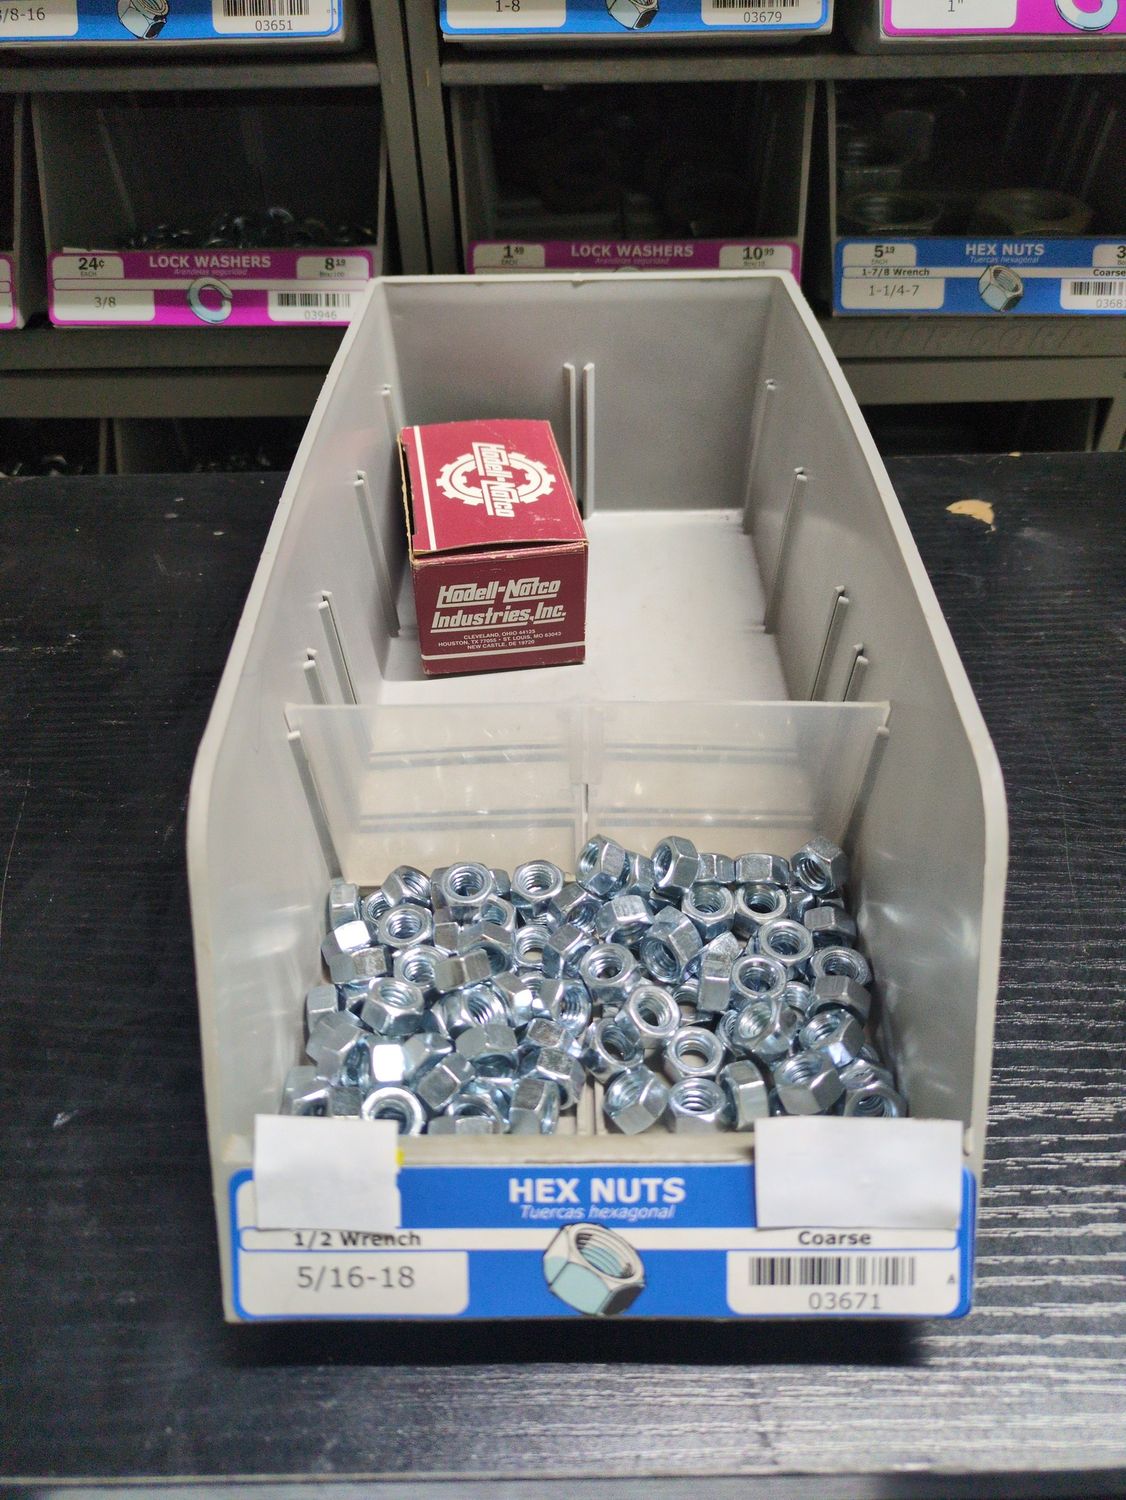 03651
1-8
03679
1"
24¢
EACH
LOCK WASHERS
Arandelas seguridad
8 19
Box/100
3/8
03946
1 49
EACH
LOCK WASHERS
Arandelas seguridad
10 99
Box/10
5 19
EACH
HEX NUTS
Tuercas hexagonal
1-7/8 Wrench
Coarse
1-1/4-7
Hodell-Natco
Hodell-Natco
Industries, Inc.
CLEVELAND, OHIO 44125
HOUSTON, TX 77055 • ST. LOUIS, MO 63043
NEW CASTLE, DE 19720
HEX NUTS
Tuercas hexagonal
1/2 Wrench
Coarse
5/16-18
03671
A